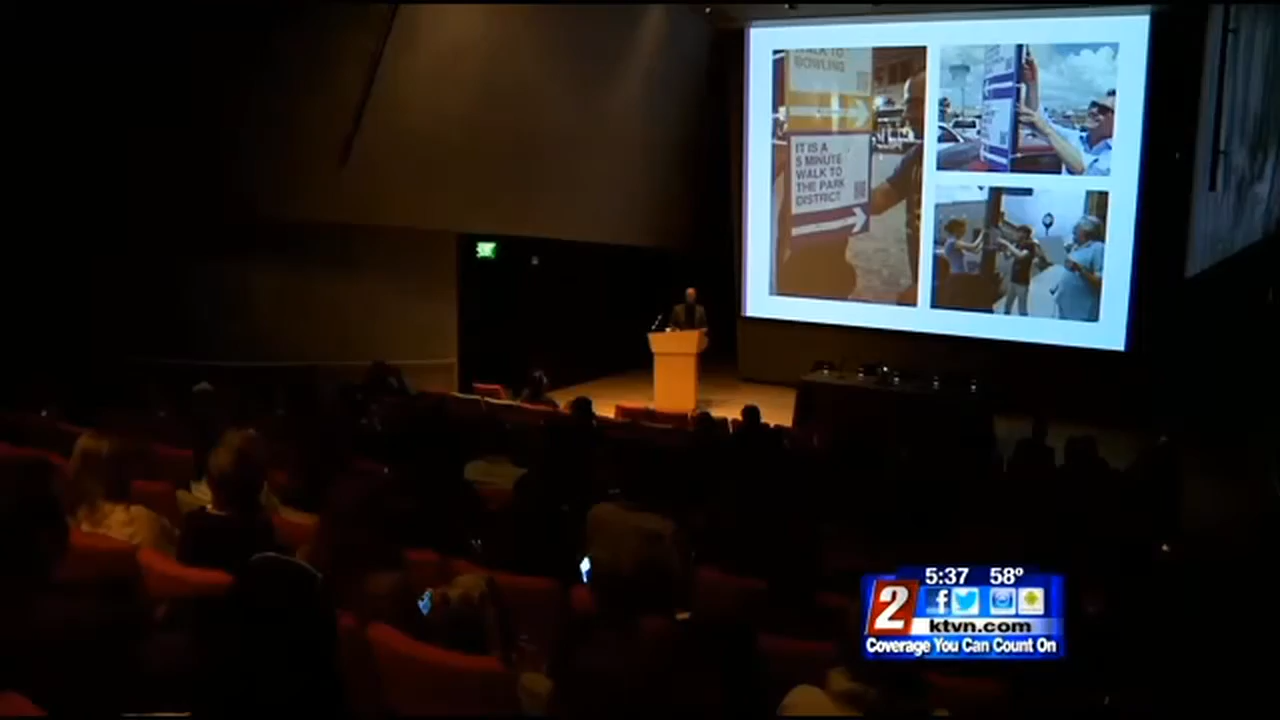 WALK TO
BOWLING
IT IS A
5 MINUTE
WALK TO
THE PARK
DISTRICT
5:37 58º
2
ktvn.com
Coverage You Can Count On